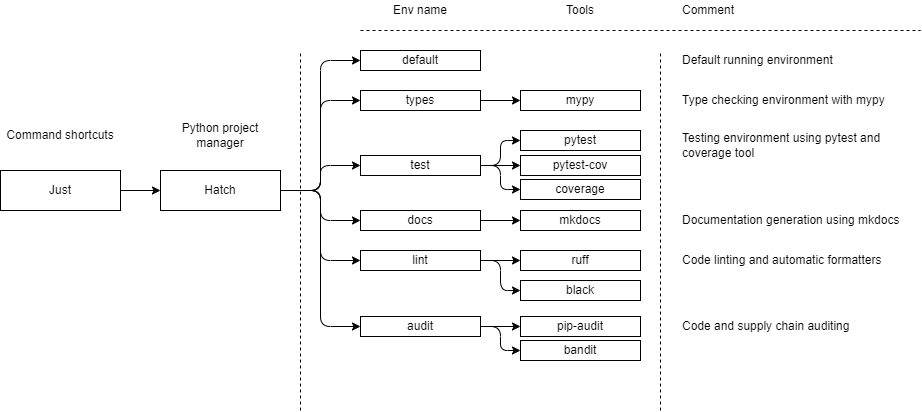 Env name
Tools
Comment
default
Default running environment
types
mypy
Type checking environment with mypy
Command shortcuts
Python project
manager
pytest
Testing environment using pytest and
coverage tool
test
pytest-cov
Just
Hatch
coverage
docs
mkdocs
Documentation generation using mkdocs
lint
ruff
Code linting and automatic formatters
black
audit
pip-audit
Code and supply chain auditing
bandit